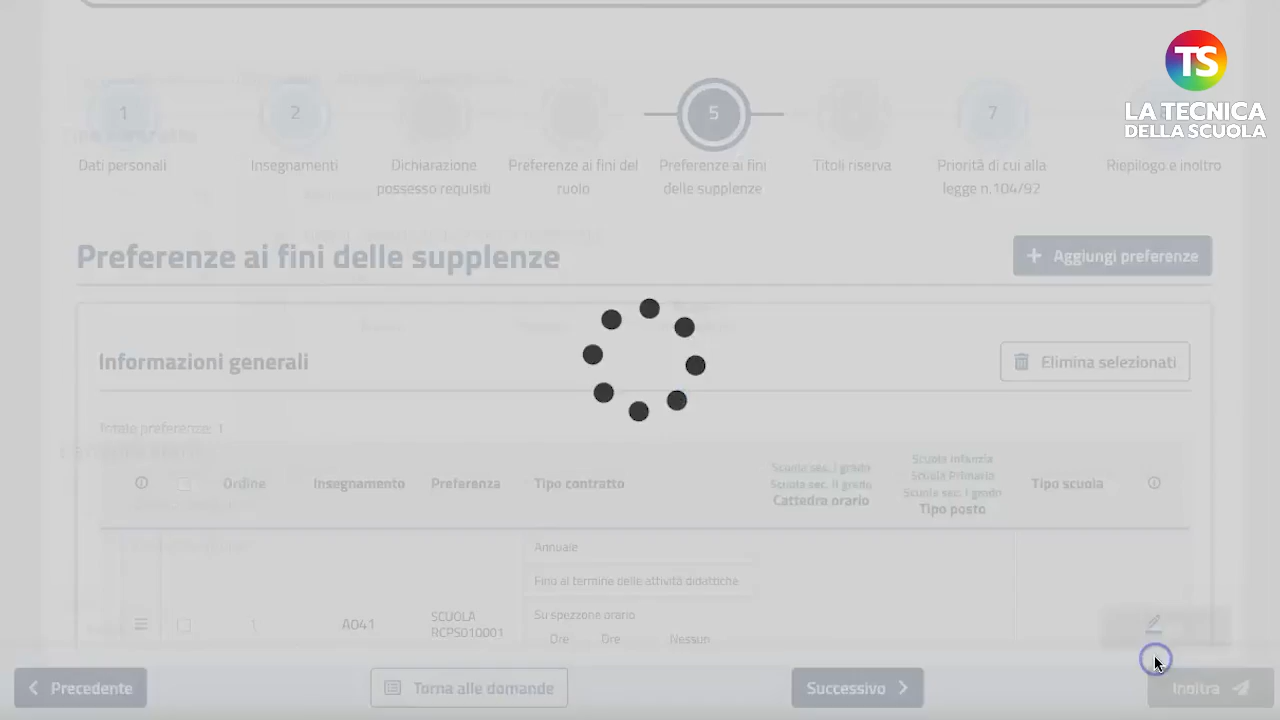 TS
LA TECNICA
DELLA SCUOLA
1
2
5
7
Dati personali
Insegnamenti
Dichiarazione
possesso requisiti
Preferenze ai fini del
ruolo
Preferenze ai fini
delle supplenze
Titoli riserva
Priorità di cui alla
legge n.104/92
Riepilogo e inoltro
Preferenze ai fini delle supplenze
Aggiungi preferenze
Informazioni generali
Elimina selezionati
Totale preferenze: 1
Ordine
Insegnamento
Preferenza
Tipo contratto
Scuola sec. I grado
Scuola sec. II grado
Cattedra orario
Scuola Infanzia
Scuola Primaria
Scuola sec. I grado
Tipo posto
Tipo scuola
Annuale
Fino al termine delle attività didattiche
Su spezzone orario
Ore Ore Nessun
1
A041
SCUOLA
RCPS010001
Precedente
Torna alle domande
Successivo
Inoltra